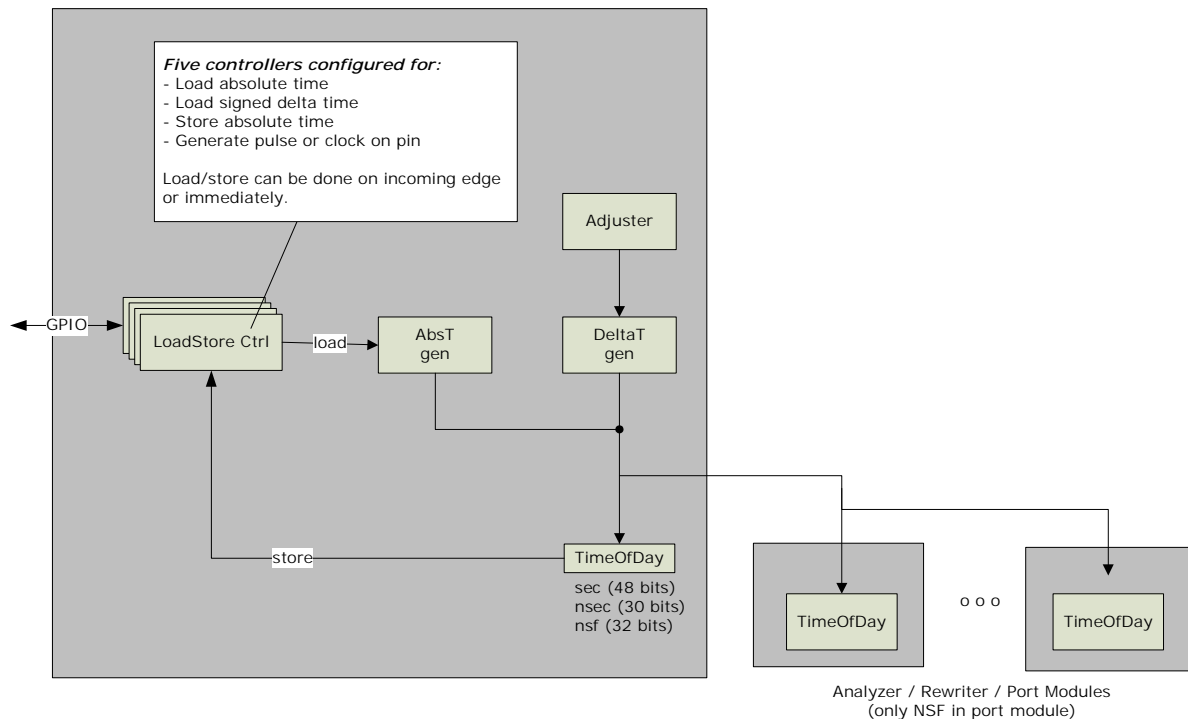 Five controllers configured for:
- Load absolute time
- Load signed delta time
- Store absolute time
- Generate pulse or clock on pin
Load/store can be done on incoming edge
or immediately.
Adjuster
GPIO
LoadStore Ctrl
load
AbsT
gen
DeltaT
gen
store
TimeOfDay
sec (48 bits)
nsec (30 bits)
nsf (32 bits)
TimeOfDay
o o o
TimeOfDay
Analyzer / Rewriter / Port Modules
(only NSF in port module)